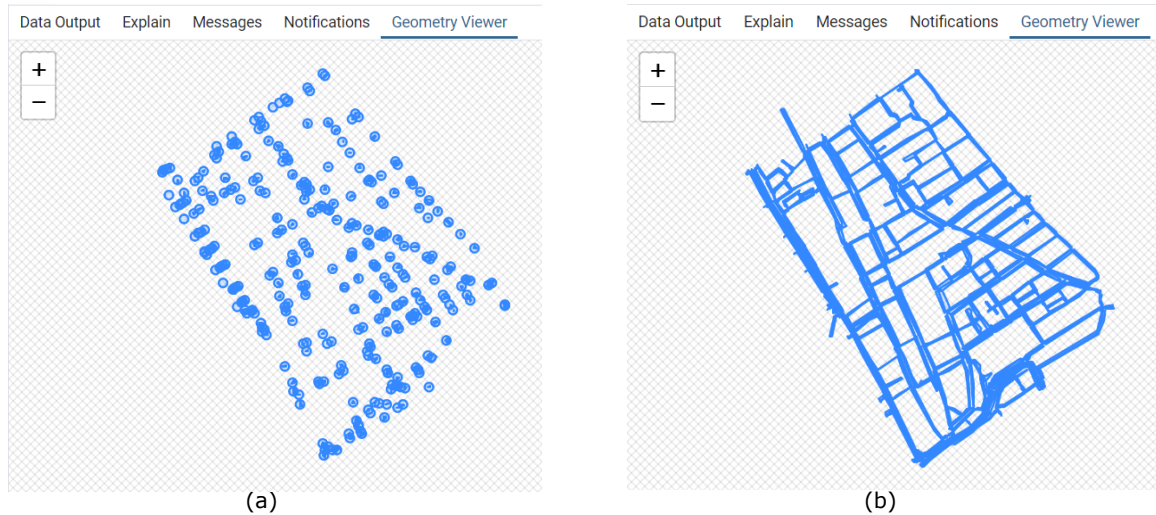 Data Output Explain Messages Notifications Geometry Viewer
+
−
(a)
Data Output Explain Messages Notifications Geometry Viewer
+
−
(b)